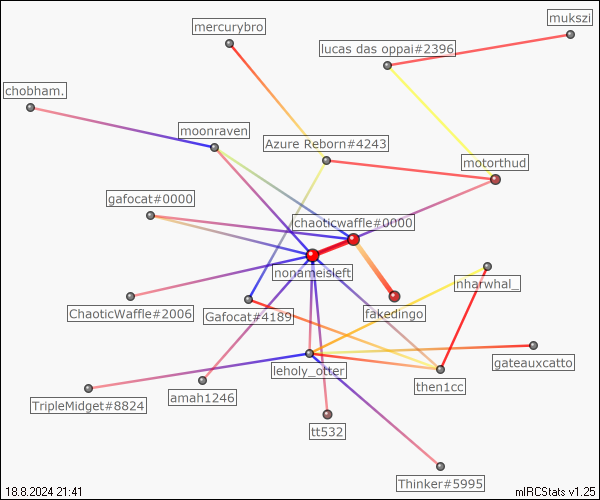 mercurybro
mukszi
lucas das oppai#2396
chobham.
moonraven
Azure Reborn#4243
motorthud
gafocat#0000
chaoticwaffle#0000
nonameisleft
nharwhal_
ChaoticWaffle#2006
Gafocat#4189
fakedingo
leholy_otter
gateauxcatto
then1cc
TripleMidget#8824
amah1246
tt532
Thinker#5995
18.8.2024 21:41
mIRCStats v1.25